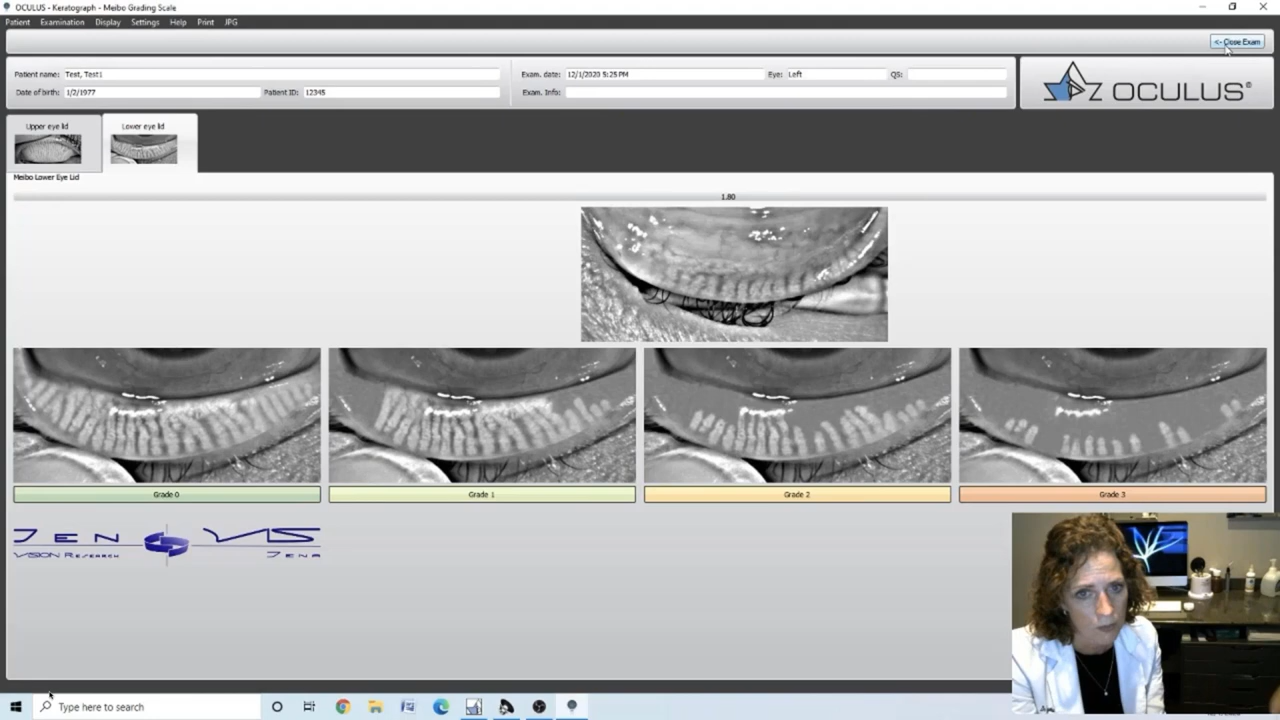 OCULUS - Keratograph - Meibo Grading Scale
Patient Examination Display Settings Help Print JPG
<- Close Exam
Patient name: Test, Test1
Exam. date: 12/1/2020 5:25 PM Eye: Left QS:
Date of birth: 1/2/1977 Patient ID: 12345
Exam. Info:
OCULUS®
Upper eye lid
Lower eye lid
Meibo Lower Eye Lid
1.80
Grade 0
Grade 1
Grade 2
Grade 3
JENVIS
VISION RESEARCH JENA
Type here to search